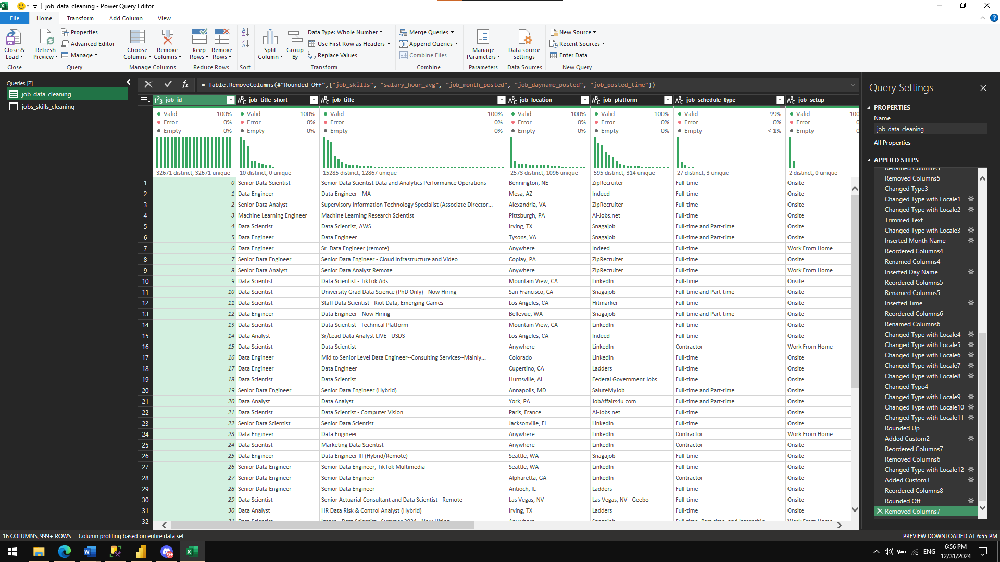 job_data_cleaning - Power Query Editor
File Home Transform Add Column View
Close & Load
Close
Refresh Preview
Properties
Advanced Editor
Manage
Query
Choose Columns
Remove Columns
Manage Columns
Keep Rows
Remove Rows
Reduce Rows
Sort
Split Column
Group By
Data Type: Whole Number
Use First Row as Headers
Replace Values
Transform
Merge Queries
Append Queries
Combine Files
Combine
Manage Parameters
Parameters
Data source settings
Data Sources
New Source
Recent Sources
Enter Data
New Query
Queries [2]
job_data_cleaning
jobs_skills_cleaning
fx = Table.RemoveColumns(#"Rounded Off",{"job_skills", "salary_hour_avg", "job_month_posted", "job_dayname_posted", "job_posted_time"})
job_id job_title_short job_title job_location job_platform job_schedule_type job_setup
Valid 100% Valid 100% Valid 100% Valid 100% Valid 100% Valid 99% Valid 100
Error 0% Error 0% Error 0% Error 0% Error 0% Error 0% Error 0
Empty 0% Empty 0% Empty 0% Empty 0% Empty 0% Empty < 1% Empty 0
32671 distinct, 32671 unique 10 distinct, 0 unique 15285 distinct, 12867 unique 2573 distinct, 1096 unique 595 distinct, 314 unique 27 distinct, 3 unique 2 distinct, 0 unique
1 0 Senior Data Scientist Senior Data Scientist Data and Analytics Performance Operations Bennington, NE ZipRecruiter Full-time Onsite
2 1 Data Engineer Data Engineer - MA Mesa, AZ Indeed Full-time Onsite
3 2 Senior Data Analyst Supervisory Information Technology Specialist (Associate Director... Alexandria, VA ZipRecruiter Full-time Onsite
4 3 Machine Learning Engineer Machine Learning Research Scientist Pittsburgh, PA Ai-Jobs.net Full-time Onsite
5 4 Data Scientist Data Scientist, AWS Irving, TX Snagajob Full-time and Part-time Onsite
6 5 Data Engineer Data Engineer Tysons, VA Snagajob Full-time and Part-time Onsite
7 6 Data Engineer Sr. Data Engineer (remote) Anywhere Indeed Full-time Work From Home
8 7 Senior Data Engineer Senior Data Engineer - Cloud Infrastructure and Video Coplay, PA ZipRecruiter Full-time Onsite
9 8 Senior Data Analyst Senior Data Analyst Remote Anywhere ZipRecruiter Full-time Work From Home
10 9 Data Scientist Data Scientist - TikTok Ads Mountain View, CA LinkedIn Full-time Onsite
11 10 Data Scientist University Grad Data Science (PhD Only) - Now Hiring San Francisco, CA Snagajob Full-time and Part-time Onsite
12 11 Data Scientist Staff Data Scientist - Riot Data, Emerging Games Los Angeles, CA Hitmarker Full-time Onsite
13 12 Data Engineer Data Engineer - Now Hiring Bellevue, WA Snagajob Full-time and Part-time Onsite
14 13 Data Scientist Data Scientist - Technical Platform Mountain View, CA LinkedIn Full-time Onsite
15 14 Data Analyst Sr/Lead Data Analyst LIVE - USDS Los Angeles, CA Indeed Full-time Onsite
16 15 Data Scientist Data Scientist Anywhere LinkedIn Contractor Work From Home
17 16 Data Engineer Mid to Senior Level Data Engineer--Consulting Services--Mainly... Colorado LinkedIn Full-time Onsite
18 17 Data Engineer Data Engineer Cupertino, CA Ladders Full-time Onsite
19 18 Data Scientist Data Scientist Huntsville, AL Federal Government Jobs Full-time Onsite
20 19 Senior Data Engineer Senior Data Engineer (Hybrid) Annapolis, MD SaluteMyJob Full-time and Part-time Onsite
21 20 Data Analyst Data Analyst York, PA JobAffairs4u.com Full-time and Part-time Onsite
22 21 Data Scientist Data Scientist - Computer Vision Paris, France Ai-Jobs.net Full-time Onsite
23 22 Senior Data Scientist Senior Data Scientist Jacksonville, FL LinkedIn Full-time Onsite
24 23 Data Engineer Data Engineer Anywhere LinkedIn Contractor Work From Home
25 24 Data Scientist Marketing Data Scientist Anywhere LinkedIn Contractor Onsite
26 25 Data Engineer Data Engineer III (Hybrid/Remote) Seattle, WA Snagajob Full-time Onsite
27 26 Senior Data Engineer Senior Data Engineer, TikTok Multimedia Seattle, WA LinkedIn Full-time Onsite
28 27 Senior Data Engineer Senior Data Engineer Alpharetta, GA LinkedIn Contractor Onsite
29 28 Senior Data Engineer Senior Data Engineer Antioch, IL Ladders Full-time Onsite
30 29 Data Scientist Senior Actuarial Consultant and Data Scientist - Remote Las Vegas, NV Las Vegas, NV - Geebo Full-time Onsite
31 30 Data Analyst HR Data Risk & Control Analyst (Hybrid) Irving, TX Ladders Full-time Onsite
32
Query Settings
PROPERTIES
Name
job_data_cleaning
All Properties
APPLIED STEPS
Renamed Columns3
Removed Columns5
Changed Type3
Changed Type with Locale1
Changed Type with Locale2
Trimmed Text
Changed Type with Locale3
Inserted Month Name
Reordered Columns4
Renamed Columns4
Inserted Day Name
Reordered Columns5
Renamed Columns5
Inserted Time
Reordered Columns6
Renamed Columns6
Changed Type with Locale4
Changed Type with Locale5
Changed Type with Locale6
Changed Type with Locale7
Changed Type with Locale8
Changed Type4
Changed Type with Locale9
Changed Type with Locale10
Changed Type with Locale11
Rounded Up
Added Custom2
Reordered Columns7
Removed Columns6
Changed Type with Locale12
Added Custom3
Reordered Columns8
Rounded Off
Removed Columns7
16 COLUMNS, 999+ ROWS Column profiling based on entire data set PREVIEW DOWNLOADED AT 6:55 PM
9+
ENG
6:56 PM
12/31/2024